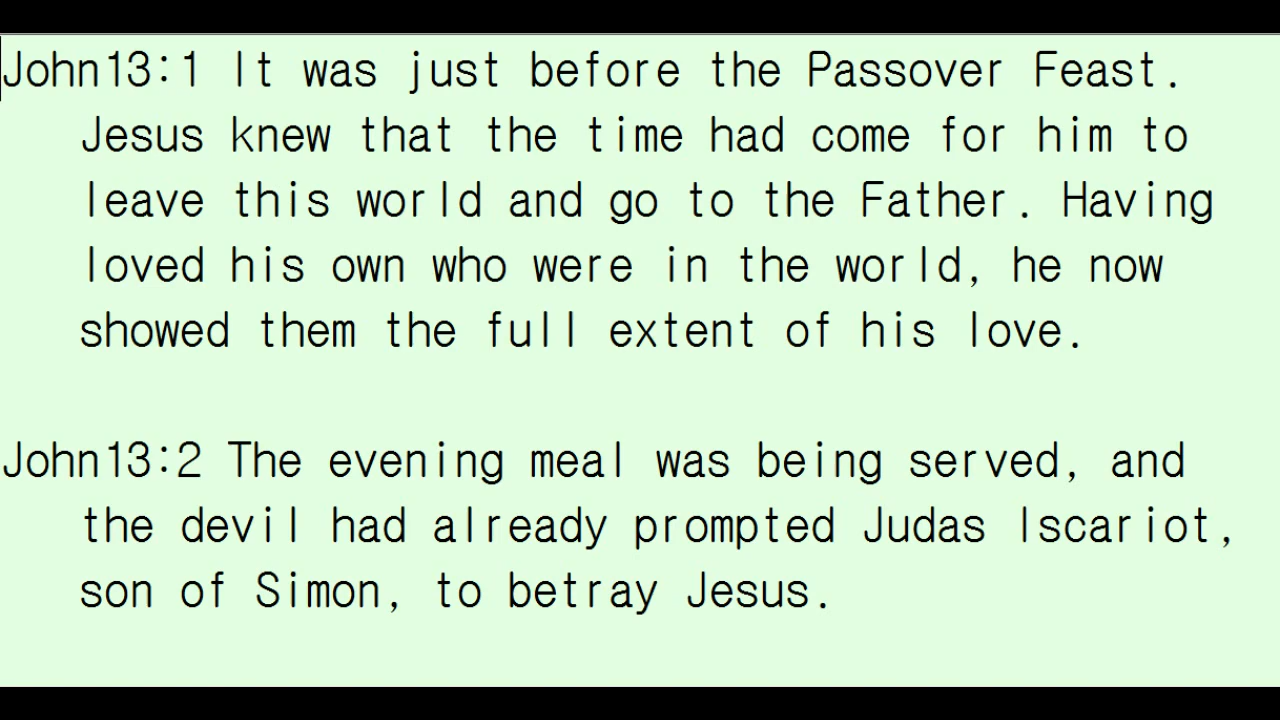 John13:1 It was just before the Passover Feast.
Jesus knew that the time had come for him to
leave this world and go to the Father. Having
loved his own who were in the world, he now
showed them the full extent of his love.
John13:2 The evening meal was being served, and
the devil had already prompted Judas Iscariot,
son of Simon, to betray Jesus.